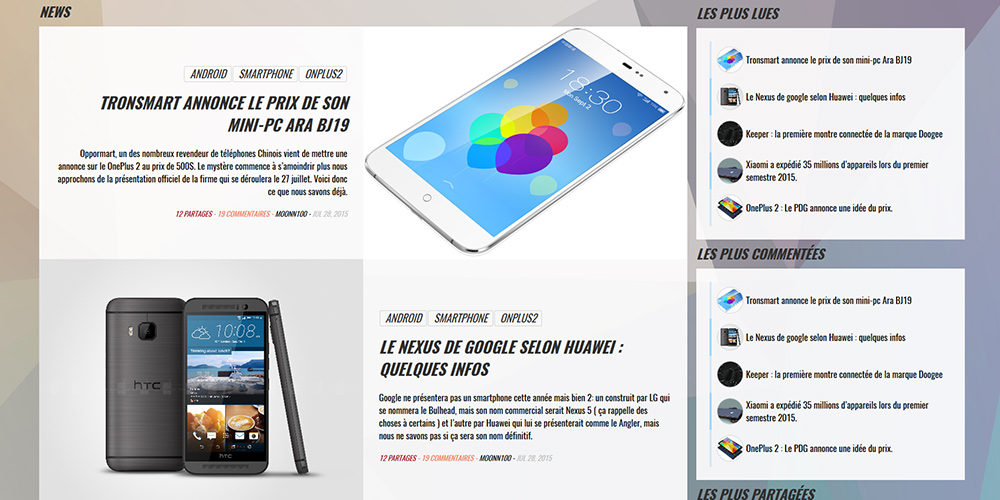 NEWS
ANDROID SMARTPHONE ONPLUS2
TRONSMART ANNONCE LE PRIX DE SON
MINI-PC ARA BJ19
Oppormart, un des nombreux revendeur de téléphones Chinois vient de mettre une
annonce sur le OnePlus 2 au prix de 500$. Le mystère commence à s'amoindrir plus nous
approchons de la présentation officiel de la firme qui se déroulera le 27 juillet. Voici donc
ce que nous savons déjà.
12 PARTAGES - 19 COMMENTAIRES - MOONN100 - JUL 28, 2015
18:30
Mon, Sept 2
10:08
hTC
hTC
ANDROID SMARTPHONE ONPLUS2
LE NEXUS DE GOOGLE SELON HUAWEI :
QUELQUES INFOS
Google ne présentera pas un smartphone cette année mais bien 2: un construit par LG qui
se nommera le Bulhead, mais son nom commercial serait Nexus 5 ( ça rappelle des
choses à certains ) et l'autre par Huawei qui lui se présenterait comme le Angler, mais
nous ne savons pas si ça sera son nom définitif.
12 PARTAGES - 19 COMMENTAIRES - MOONN100 - JUL 28, 2015
LES PLUS LUES
Tronsmart annonce le prix de son mini-pc Ara BJ19
Le Nexus de google selon Huawei : quelques infos
Keeper : la première montre connectée de la marque Doogee
Xiaomi a expédié 35 millions d'appareils lors du premier
semestre 2015.
OnePlus 2 : Le PDG annonce une idée du prix.
LES PLUS COMMENTÉES
Tronsmart annonce le prix de son mini-pc Ara BJ19
Le Nexus de google selon Huawei : quelques infos
Keeper : la première montre connectée de la marque Doogee
Xiaomi a expédié 35 millions d'appareils lors du premier
semestre 2015.
OnePlus 2 : Le PDG annonce une idée du prix.
LES PLUS PARTAGÉES